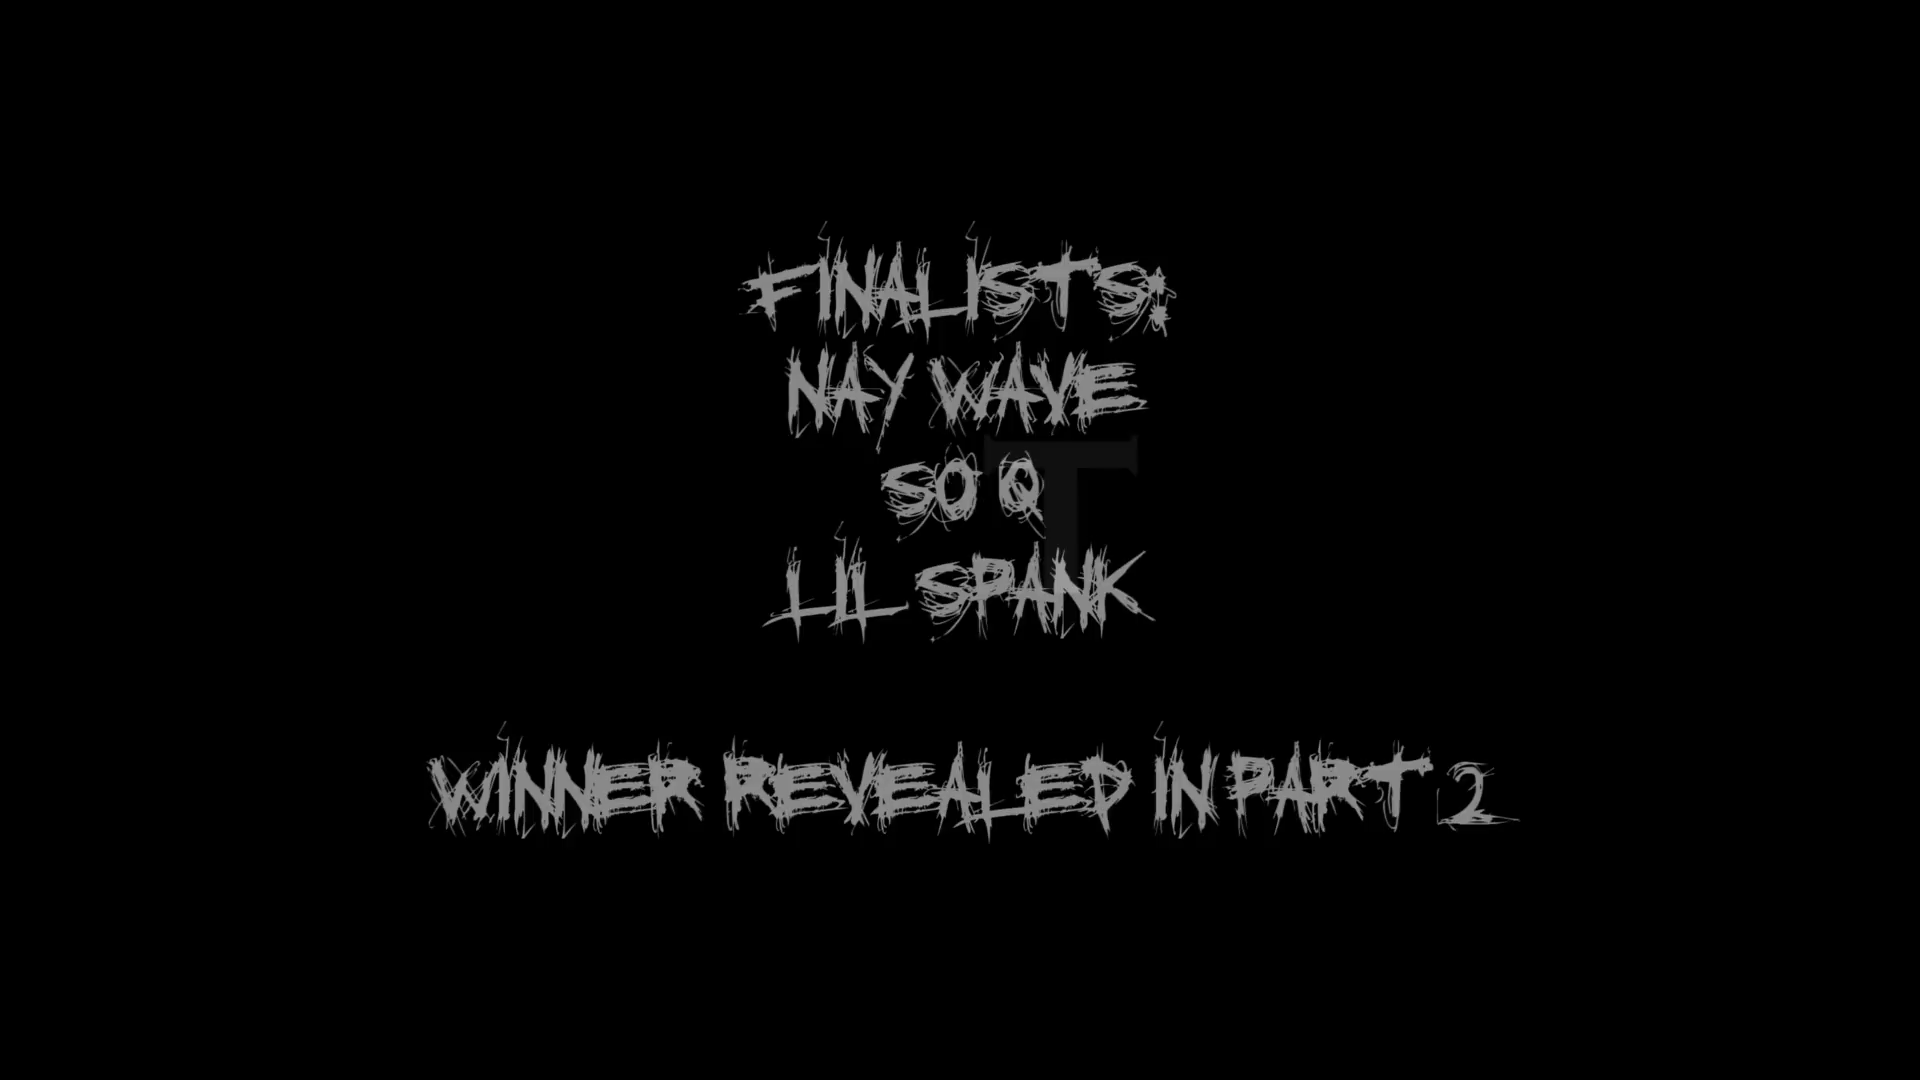 FINALISTS:
NAY WAVE
SO Q
LIL SPANK
WINNER REVEALED IN PART 2
T